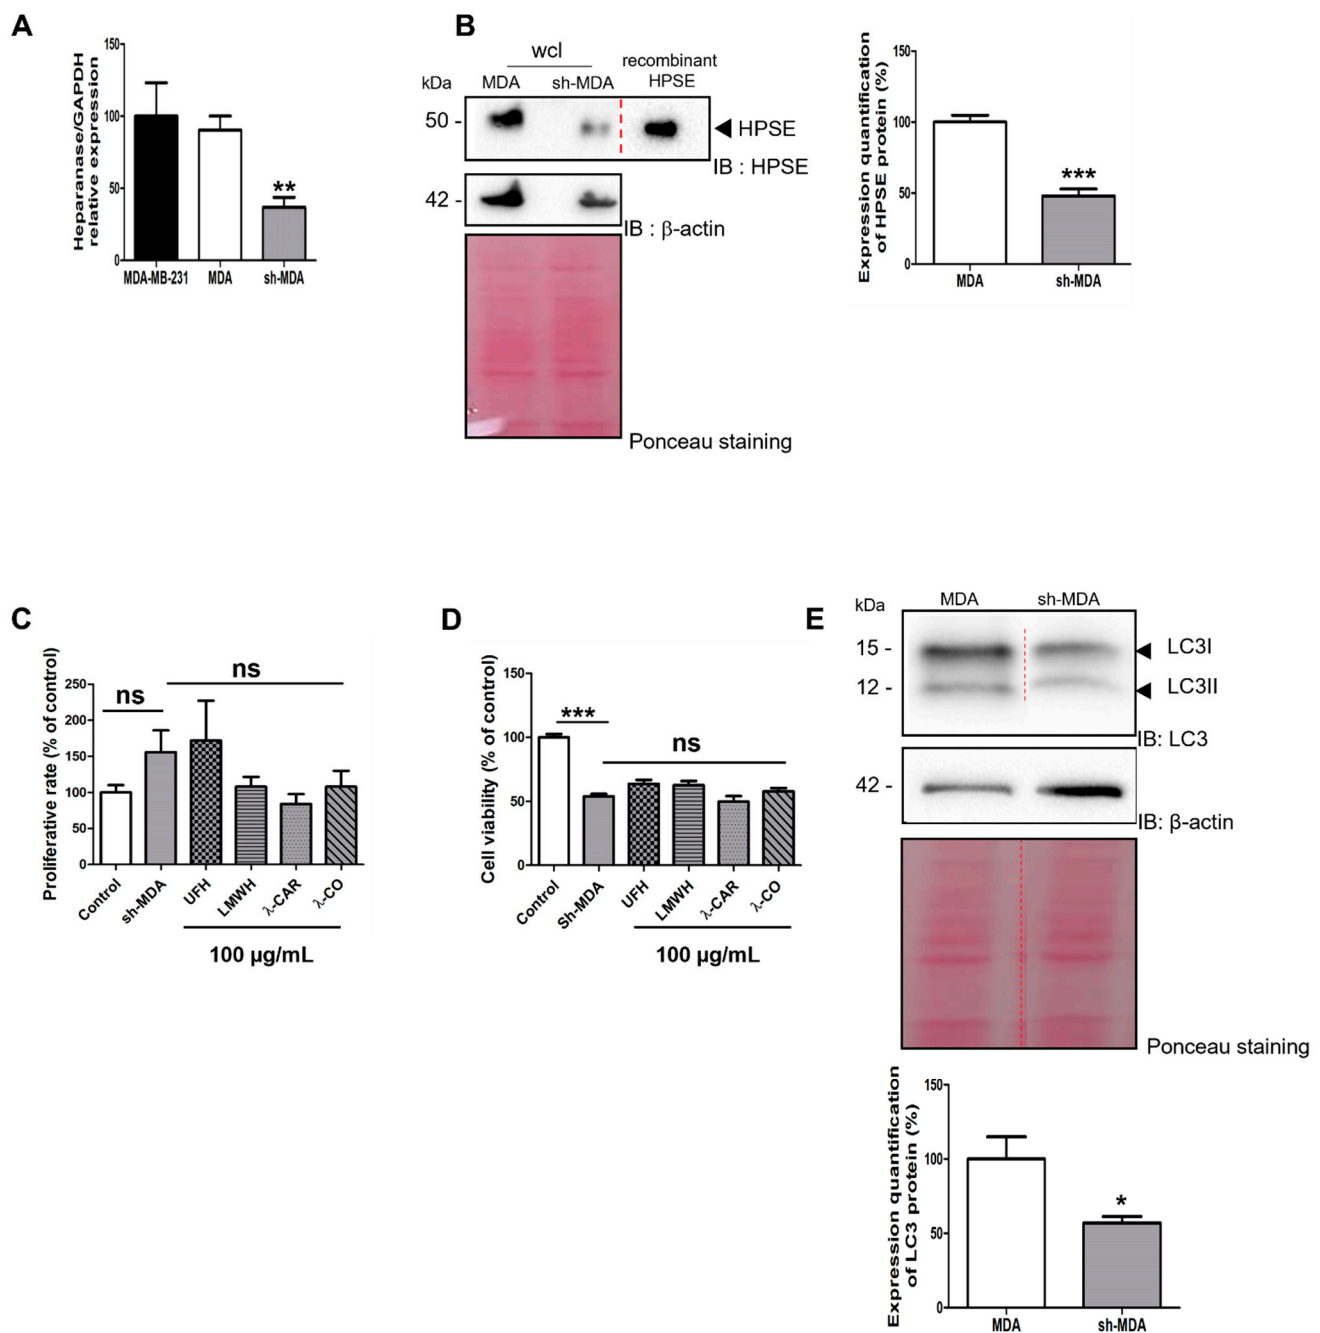 A
Heparanase/GAPDH
relative expression
150
100
50
0
**
MDA-MB-231 MDA sh-MDA
B
wcl
recombinant
HPSE
kDa MDA sh-MDA
50 -
HPSE
IB : HPSE
42 -
IB : β-actin
Ponceau staining
Expression quantification
of HPSE protein (%)
150
100
50
0
***
MDA sh-MDA
C
Proliferative rate (% of control)
250
200
150
100
50
0
ns
ns
Control sh-MDA UFH LMWH λ-CAR λ-CO
100 µg/mL
D
Cell viability (% of control)
150
100
50
0
***
ns
Control Sh-MDA UFH LMWH λ-CAR λ-CO
100 µg/mL
E
kDa MDA sh-MDA
15 - LC3I
12 - LC3II
IB: LC3
42 -
IB: β-actin
Ponceau staining
Expression quantification
of LC3 protein (%)
150
100
50
0
*
MDA sh-MDA